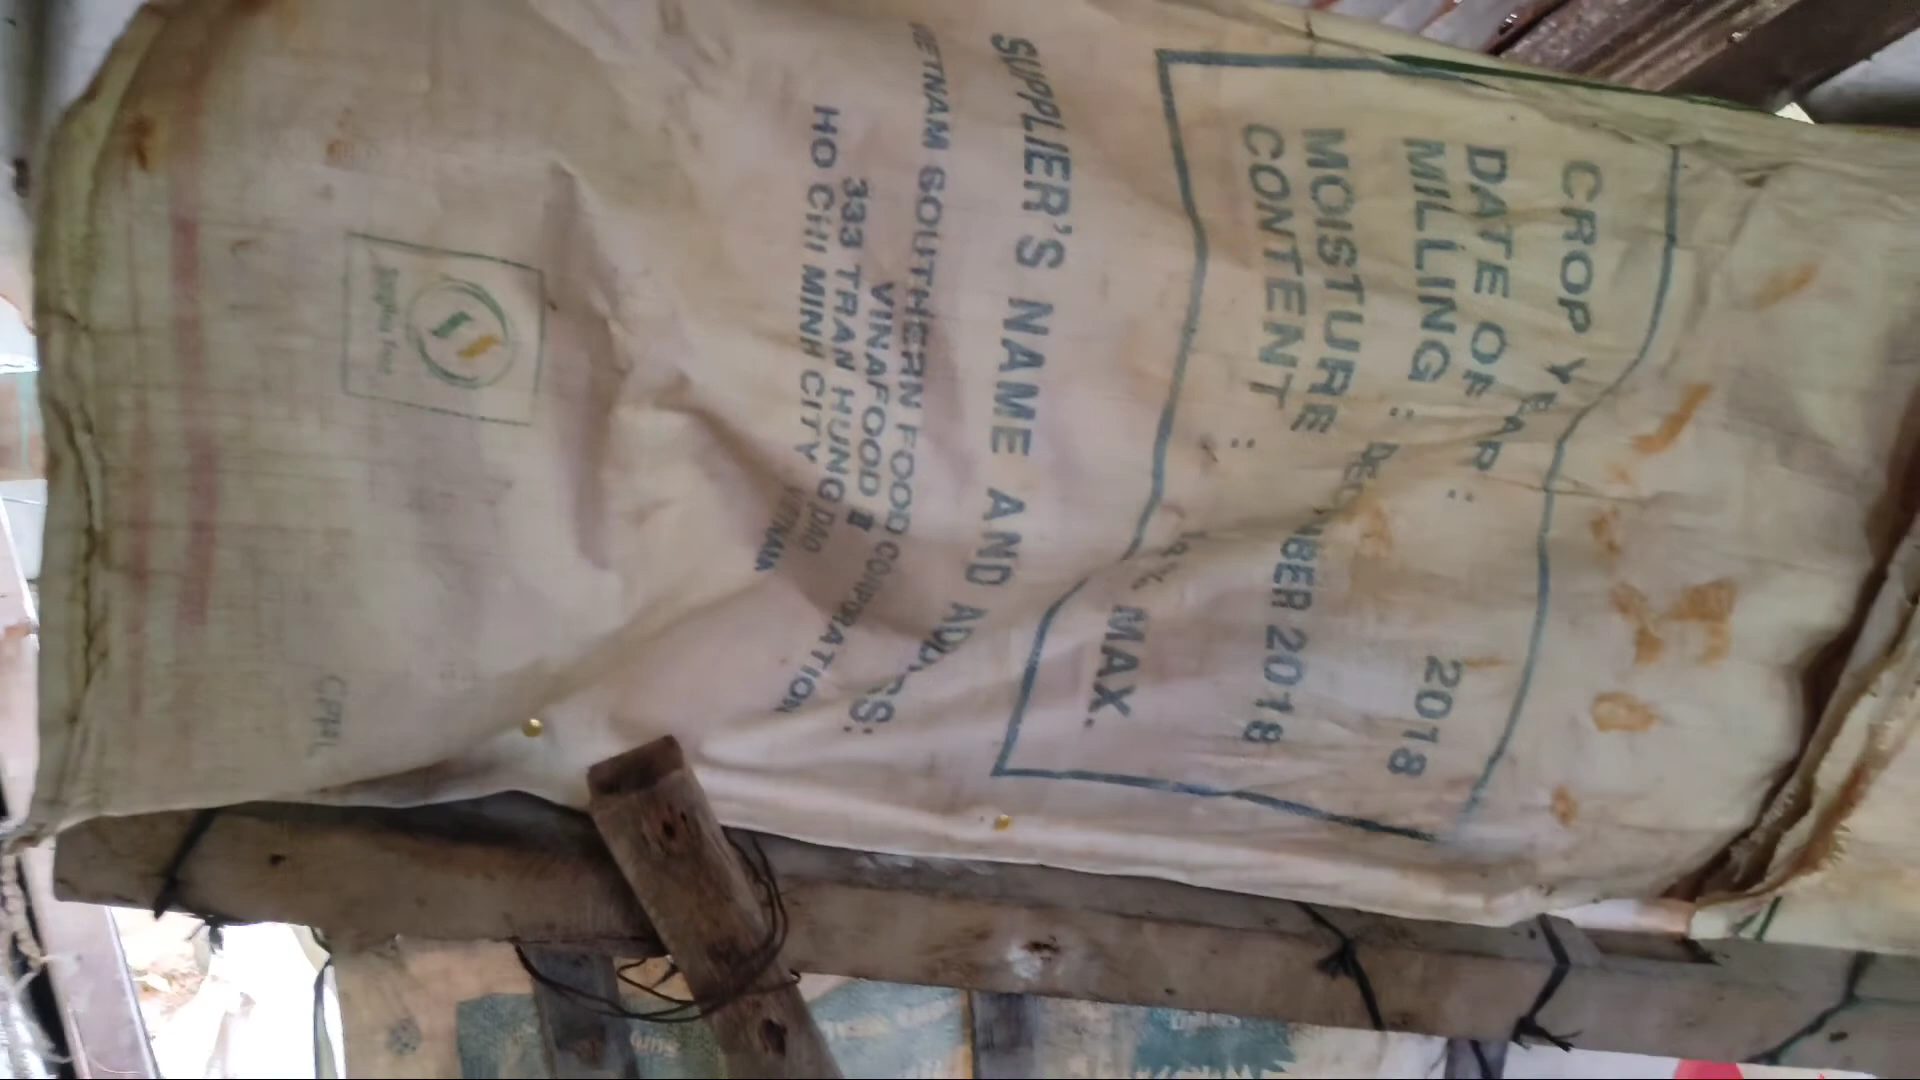 CROP YEAR : 2018
DATE OF
MILLING : DECEMBER 2018
MOISTURE
CONTENT : MAX.
SUPPLIER'S NAME AND ADDRESS:
VIETNAM SOUTHERN FOOD CORPORATION
VINAFOOD II
333 TRAN HUNG DAO
HO CHI MINH CITY VIETNAM